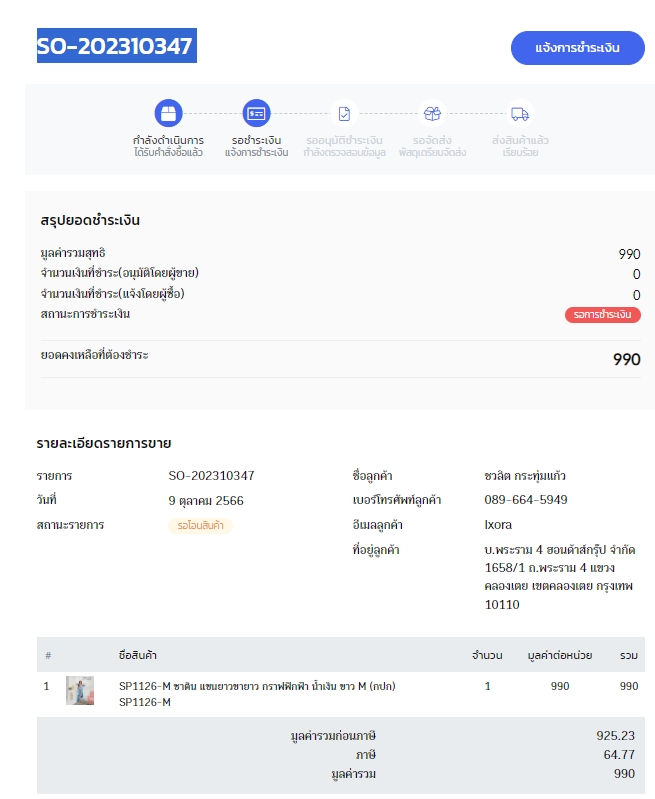 SO-202310347
แจ้งการชำระเงิน
กำลังดำเนินการ
ได้รับคำสั่งซื้อแล้ว
รอชำระเงิน
แจ้งการชำระเงิน
รออนุมัติชำระเงิน
กำลังตรวจสอบข้อมูล
รอจัดส่ง
พัสดุเตรียมจัดส่ง
ส่งสินค้าแล้ว
เรียบร้อย
สรุปยอดชำระเงิน
มูลค่ารวมสุทธิ 990
จำนวนเงินที่ชำระ(อนุมัติโดยผู้ขาย) 0
จำนวนเงินที่ชำระ(แจ้งโดยผู้ซื้อ) 0
สถานะการชำระเงิน รอการชำระเงิน
ยอดคงเหลือที่ต้องชำระ 990
รายละเอียดรายการขาย
รายการ SO-202310347
วันที่ 9 ตุลาคม 2566
สถานะรายการ รอโอนสินค้า
ชื่อลูกค้า ชวลิต กระทุ่มแก้ว
เบอร์โทรศัพท์ลูกค้า 089-664-5949
อีเมลลูกค้า Ixora
ที่อยู่ลูกค้า บ.พระราม 4 ฮอนด้าส์กรุ๊ป จำกัด
1658/1 ถ.พระราม 4 แขวง
คลองเตย เขตคลองเตย กรุงเทพ
10110
# ชื่อสินค้า จำนวน มูลค่าต่อหน่วย รวม
1 SP1126-M ซาติน แขนยาวขายาว กราฟฟิกฟ้า น้ำเงิน ขาว M (กปก) 1 990 990
SP1126-M
มูลค่ารวมก่อนภาษี 925.23
ภาษี 64.77
มูลค่ารวม 990